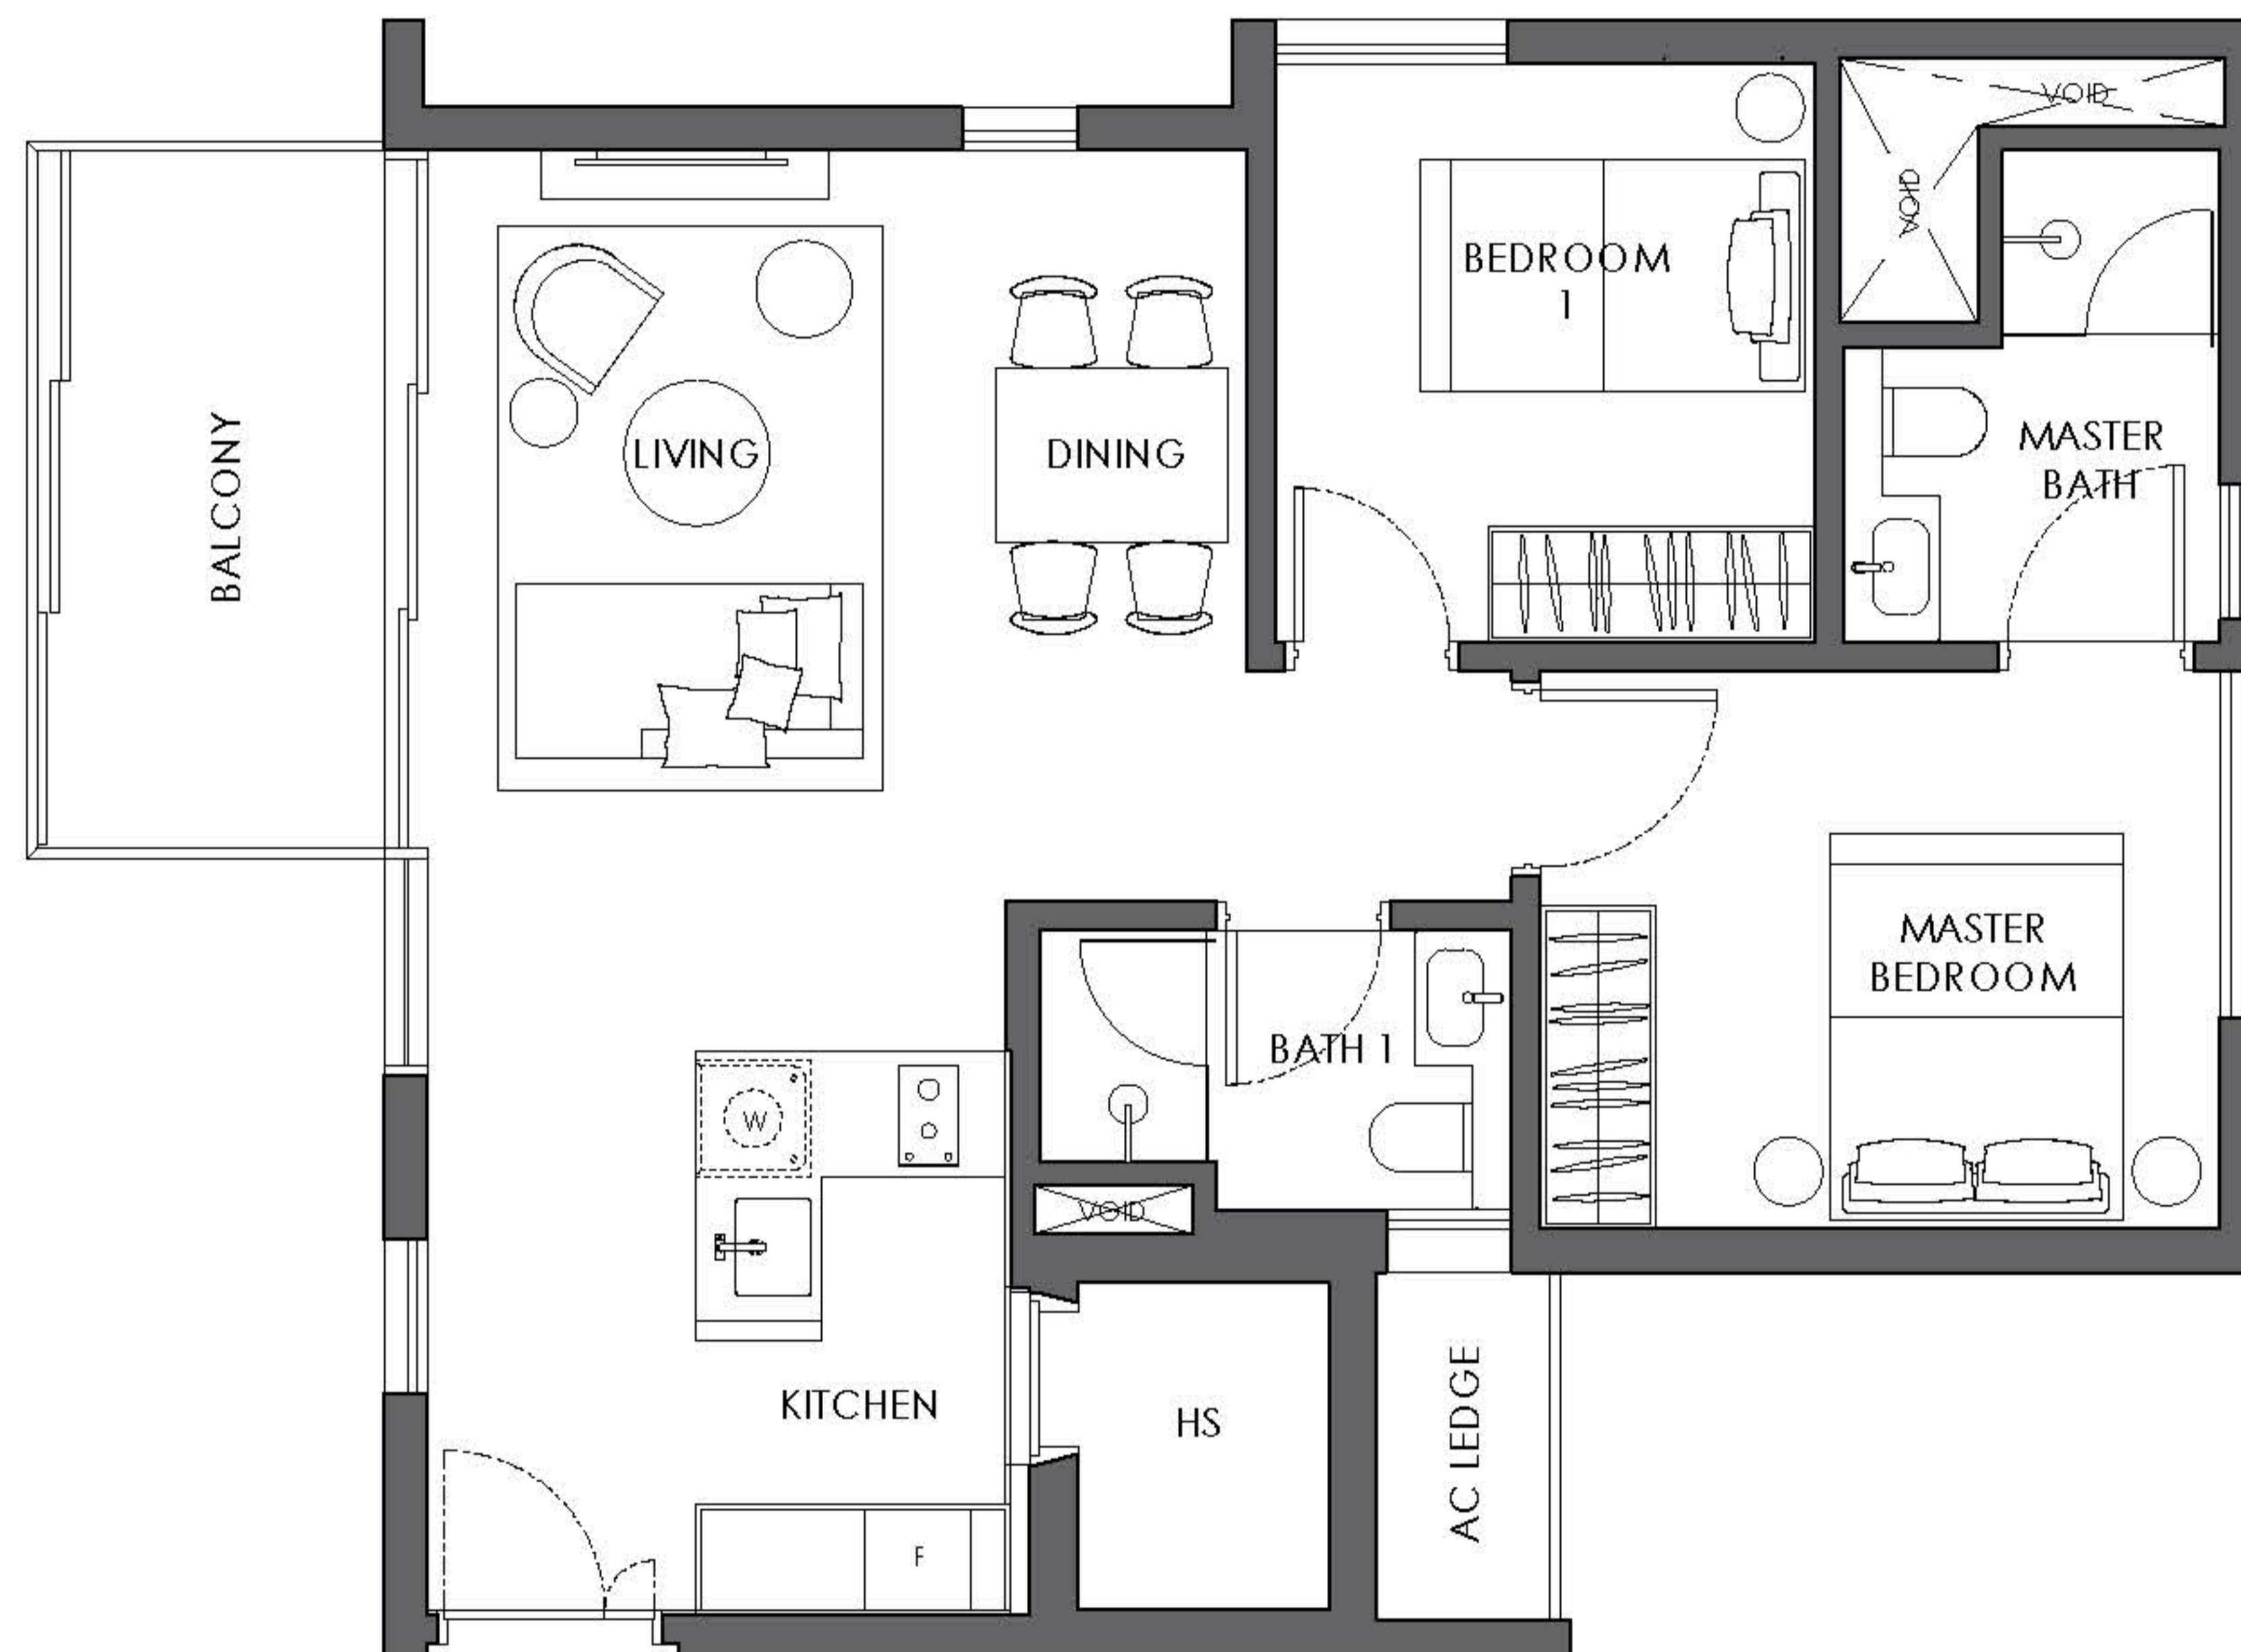 VOID
VOID
BEDROOM
1
BALCONY
LIVING
DINING
MASTER
BATH
MASTER
BEDROOM
BATH 1
W
VOID
KITCHEN
HS
AC LEDGE
F